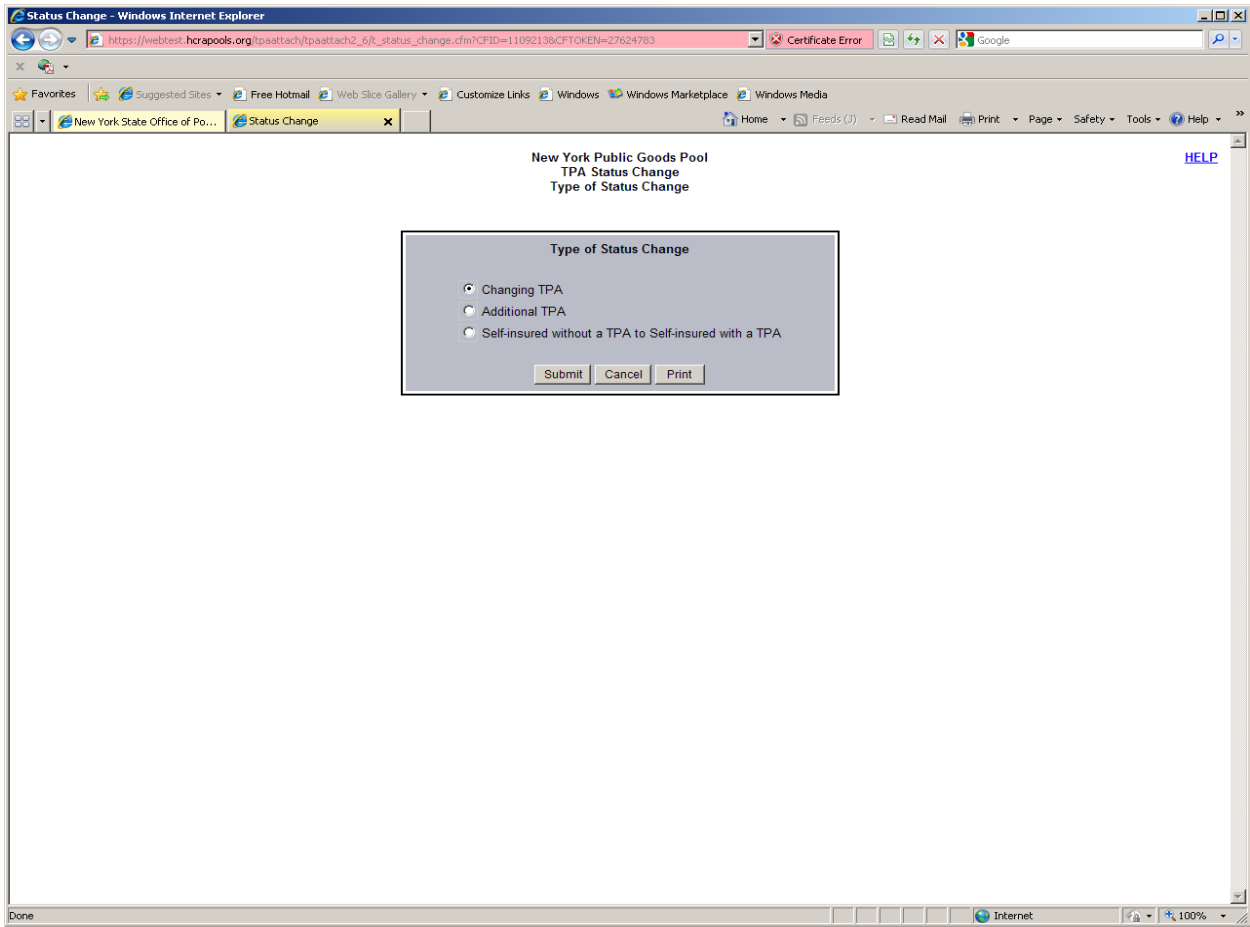 Status Change - Windows Internet Explorer
https://webtest.hcrapools.org/tpaattach/tpaattach2_6/t_status_change.cfm?CFID=1109213&CFTOKEN=27624783 Certificate Error Google
x
Favorites Suggested Sites Free Hotmail Web Slice Gallery Customize Links Windows Windows Marketplace Windows Media
New York State Office of Po... Status Change x Home Feeds (J) Read Mail Print Page Safety Tools Help »
New York Public Goods Pool HELP
TPA Status Change
Type of Status Change
Type of Status Change
Changing TPA
Additional TPA
Self-insured without a TPA to Self-insured with a TPA
Submit Cancel Print
Done Internet 100%